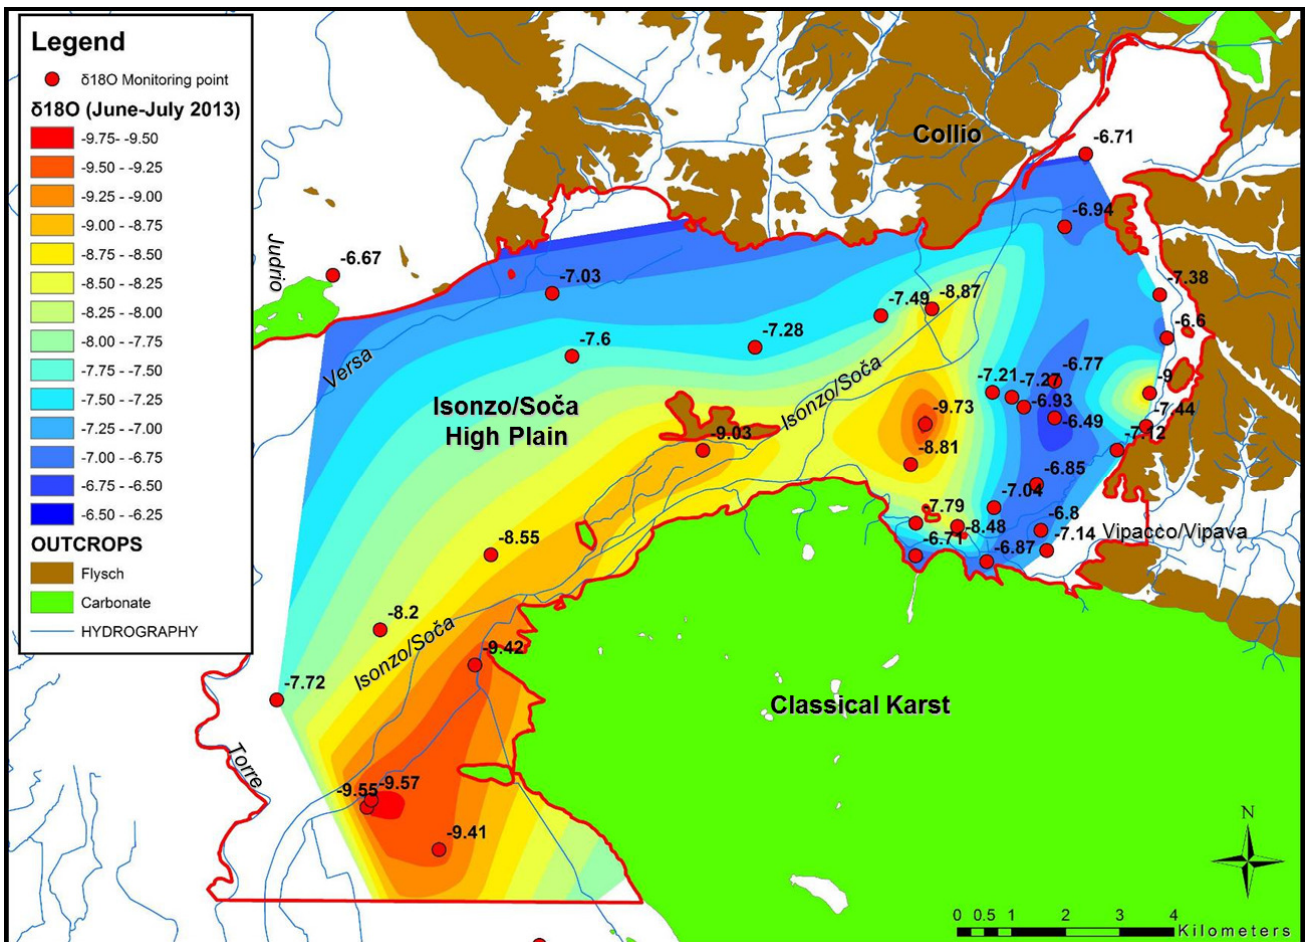 Legend
δ18O Monitoring point
δ18O (June-July 2013)
-9.75- -9.50
-9.50 - -9.25
-9.25 - -9.00
-9.00 - -8.75
-8.75 - -8.50
-8.50 - -8.25
-8.25 - -8.00
-8.00 - -7.75
-7.75 - -7.50
-7.50 - -7.25
-7.25 - -7.00
-7.00 - -6.75
-6.75 - -6.50
-6.50 - -6.25
OUTCROPS
Flysch
Carbonate
HYDROGRAPHY
Collio
-6.71
-6.94
Judrio
-6.67
-7.03
-7.38
-7.49
-8.87
-6.6
-7.6
-7.28
Versa
Isonzo/Soča
-6.77
-7.21
-7.27
-6.93
-9
Isonzo/Soča
High Plain
-9.73
-6.49
-7.44
-9.03
-7.12
-8.81
-6.85
-7.04
-7.79
-8.48
-6.8
Vipacco/Vipava
-8.55
-6.71
-6.87
-7.14
-8.2
Isonzo/Soča
-9.42
-7.72
Classical Karst
Torre
-9.55
-9.57
-9.41
N
0 0.5 1 2 3 4
Kilometers